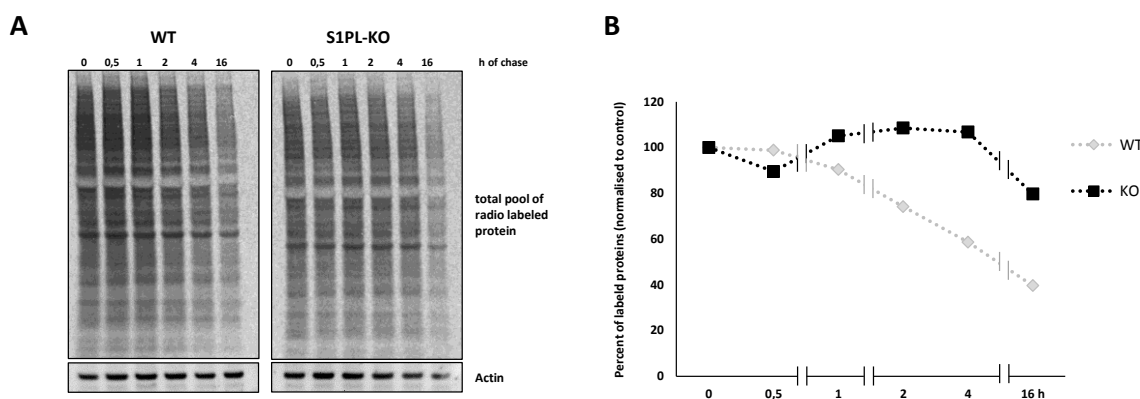 A
WT
S1PL-KO
0 0,5 1 2 4 16
0 0,5 1 2 4 16
h of chase
total pool of
radio labeled
protein
Actin
B
Percent of labeld proteins (normalised to control)
120
100
80
60
40
20
0
0 0,5 1 2 4 16 h
WT
KO